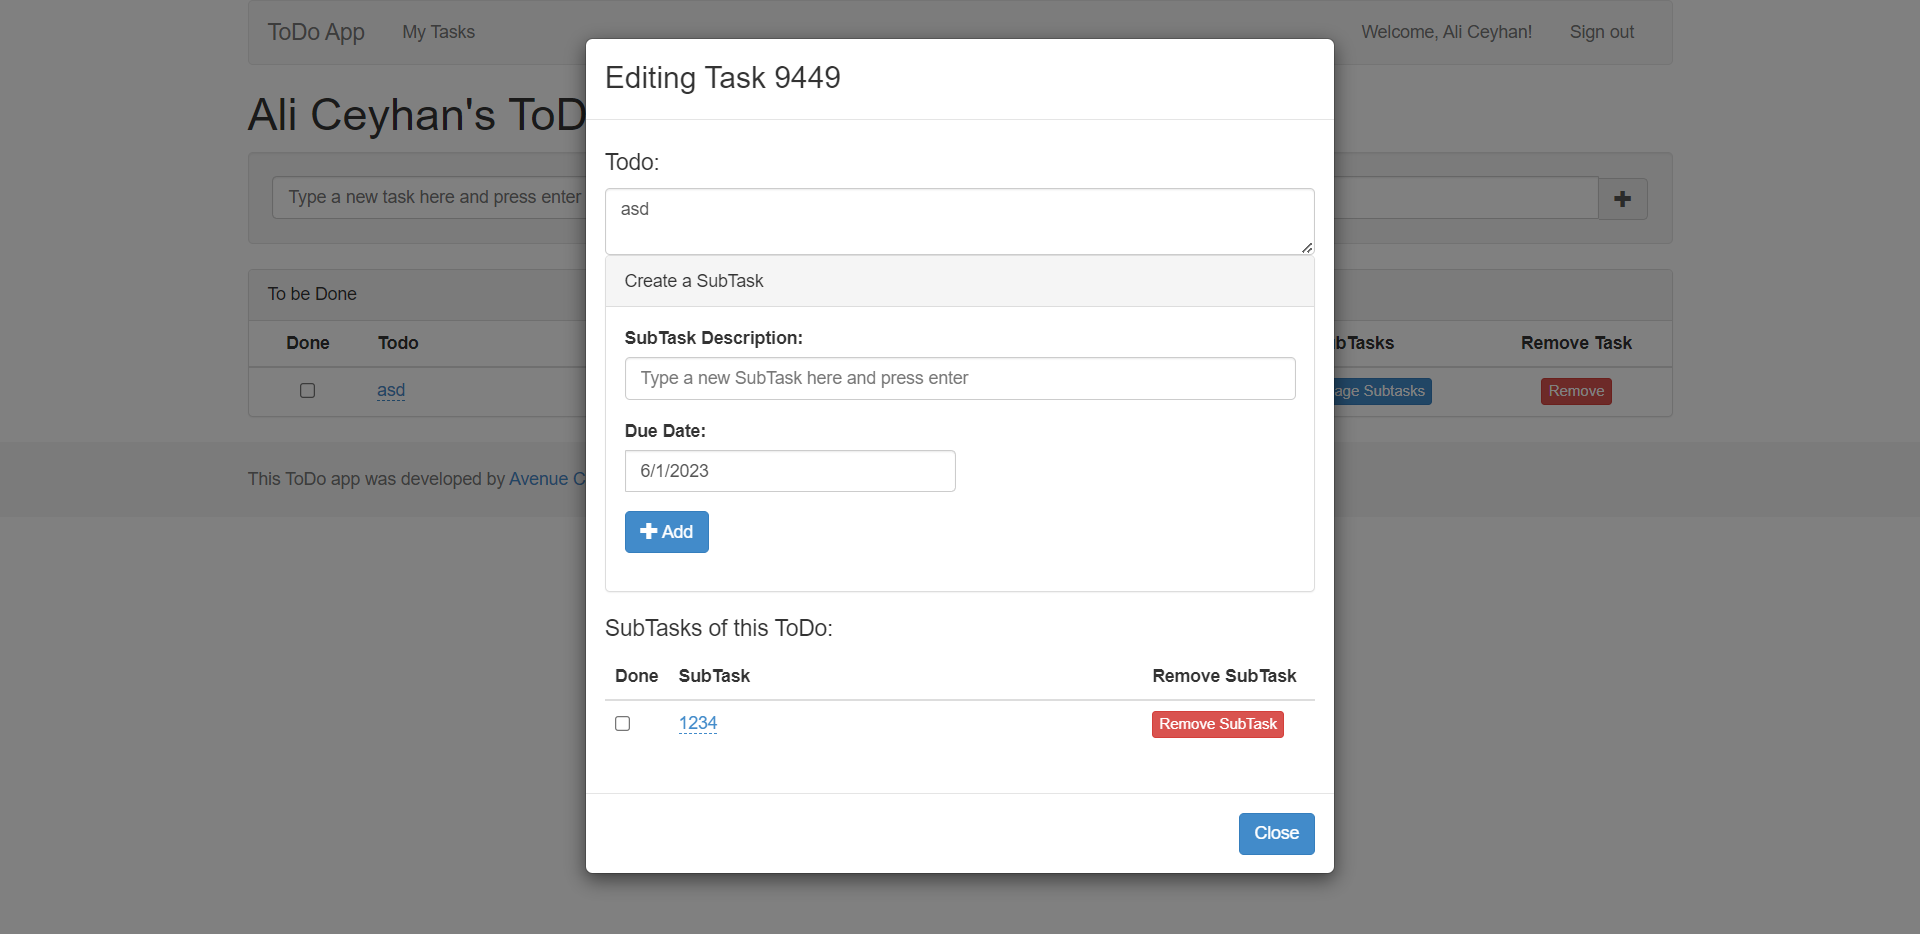 ToDo App My Tasks Welcome, Ali Ceyhan! Sign out
Editing Task 9449
Ali Ceyhan's ToD
Todo:
Type a new task here and press enter
asd
Create a SubTask
To be Done
SubTask Description:
Done Todo bTasks Remove Task
Type a new SubTask here and press enter
asd age Subtasks Remove
Due Date:
6/1/2023
This ToDo app was developed by Avenue C
Add
SubTasks of this ToDo:
Done SubTask Remove SubTask
1234 Remove SubTask
Close